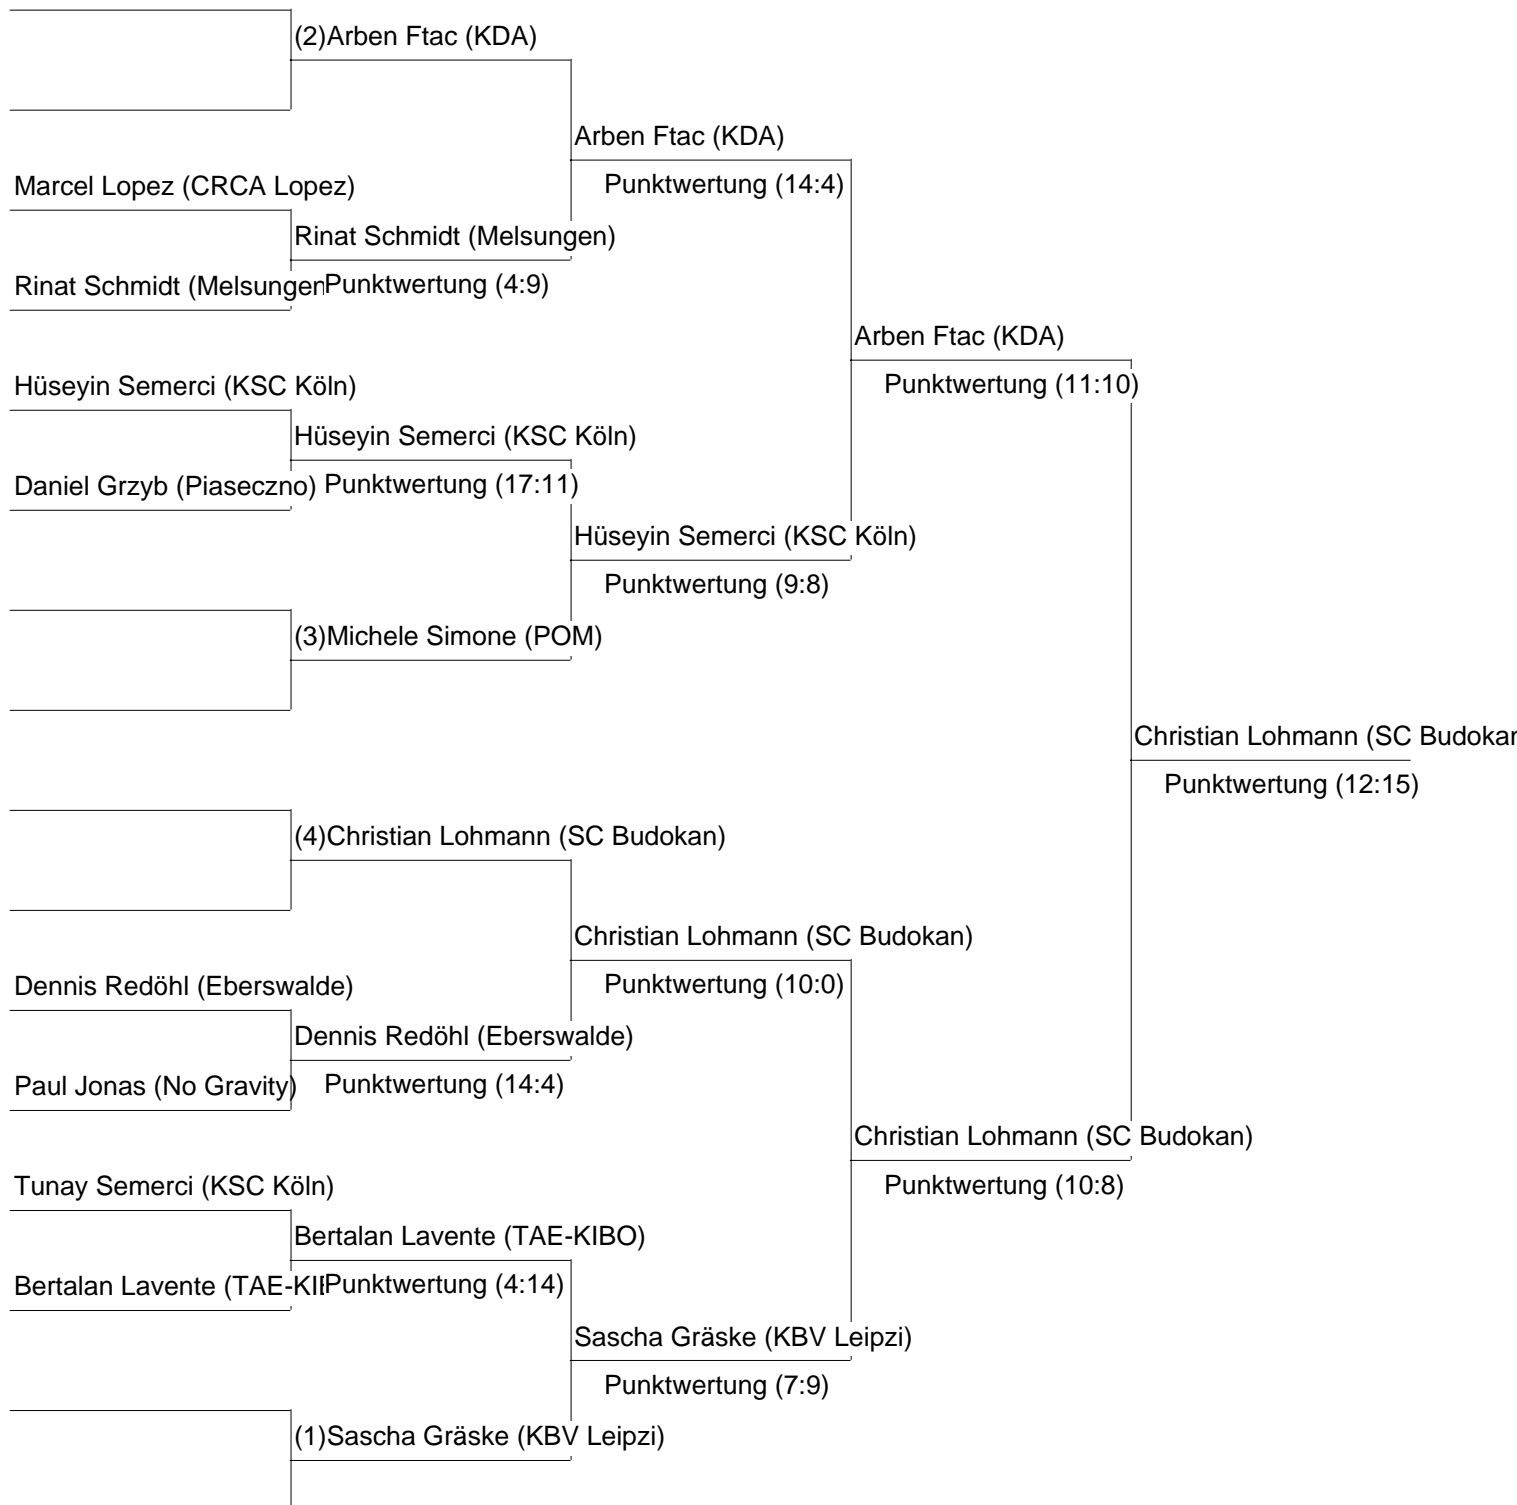 (2)Arben Ftac (KDA)
Arben Ftac (KDA)
Punktwertung (14:4)
Marcel Lopez (CRCA Lopez)
Rinat Schmidt (Melsungen)
Rinat Schmidt (Melsungen
Punktwertung (4:9)
Arben Ftac (KDA)
Punktwertung (11:10)
Hüseyin Semerci (KSC Köln)
Hüseyin Semerci (KSC Köln)
Daniel Grzyb (Piaseczno)
Punktwertung (17:11)
Hüseyin Semerci (KSC Köln)
Punktwertung (9:8)
(3)Michele Simone (POM)
Christian Lohmann (SC Budokan
Punktwertung (12:15)
(4)Christian Lohmann (SC Budokan)
Christian Lohmann (SC Budokan)
Punktwertung (10:0)
Dennis Redöhl (Eberswalde)
Dennis Redöhl (Eberswalde)
Paul Jonas (No Gravity)
Punktwertung (14:4)
Christian Lohmann (SC Budokan)
Punktwertung (10:8)
Tunay Semerci (KSC Köln)
Bertalan Lavente (TAE-KIBO)
Bertalan Lavente (TAE-KI
Punktwertung (4:14)
Sascha Gräske (KBV Leipzi)
Punktwertung (7:9)
(1)Sascha Gräske (KBV Leipzi)